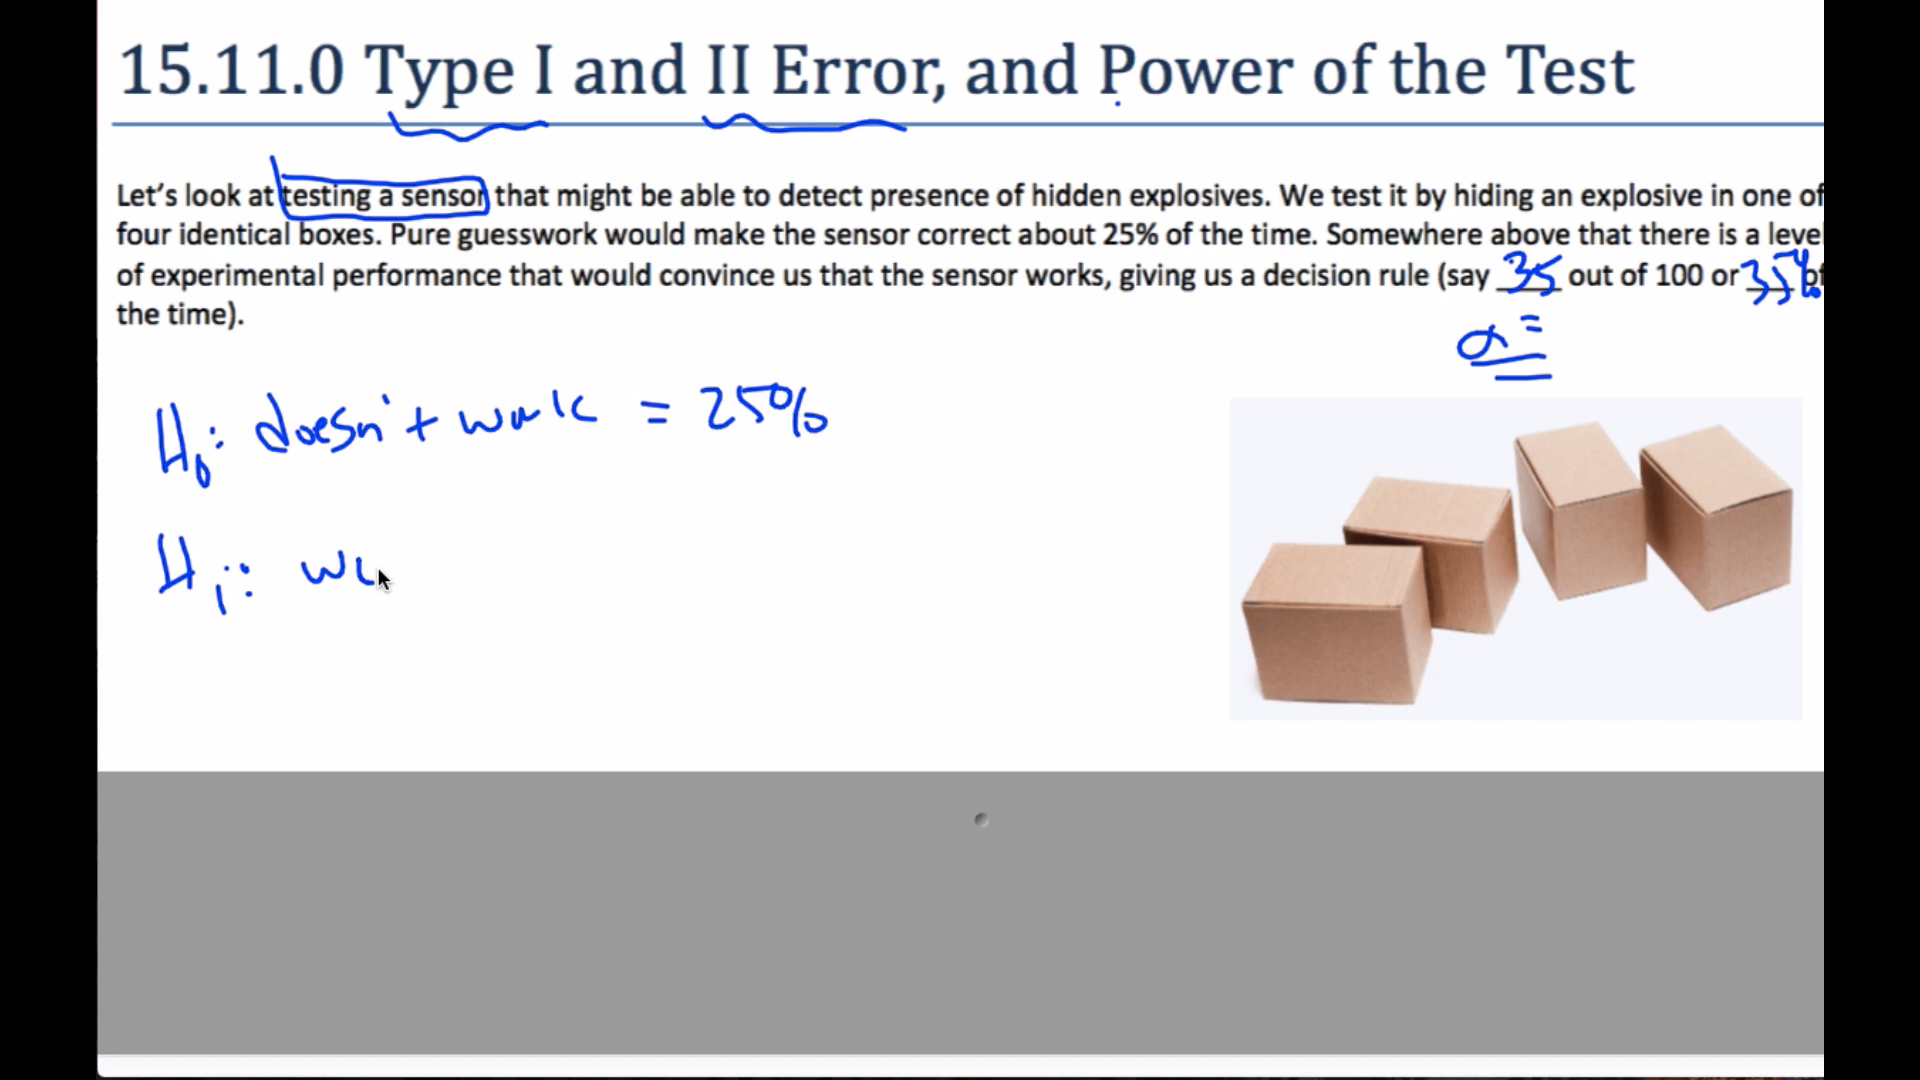 15.11.0 Type I and II Error, and Power of the Test
Let's look at testing a sensor that might be able to detect presence of hidden explosives. We test it by hiding an explosive in one of
four identical boxes. Pure guesswork would make the sensor correct about 25% of the time. Somewhere above that there is a level
of experimental performance that would convince us that the sensor works, giving us a decision rule (say 35 out of 100 or 35% of
the time).
α =
H0: doesn't work = 25%
H1: wo